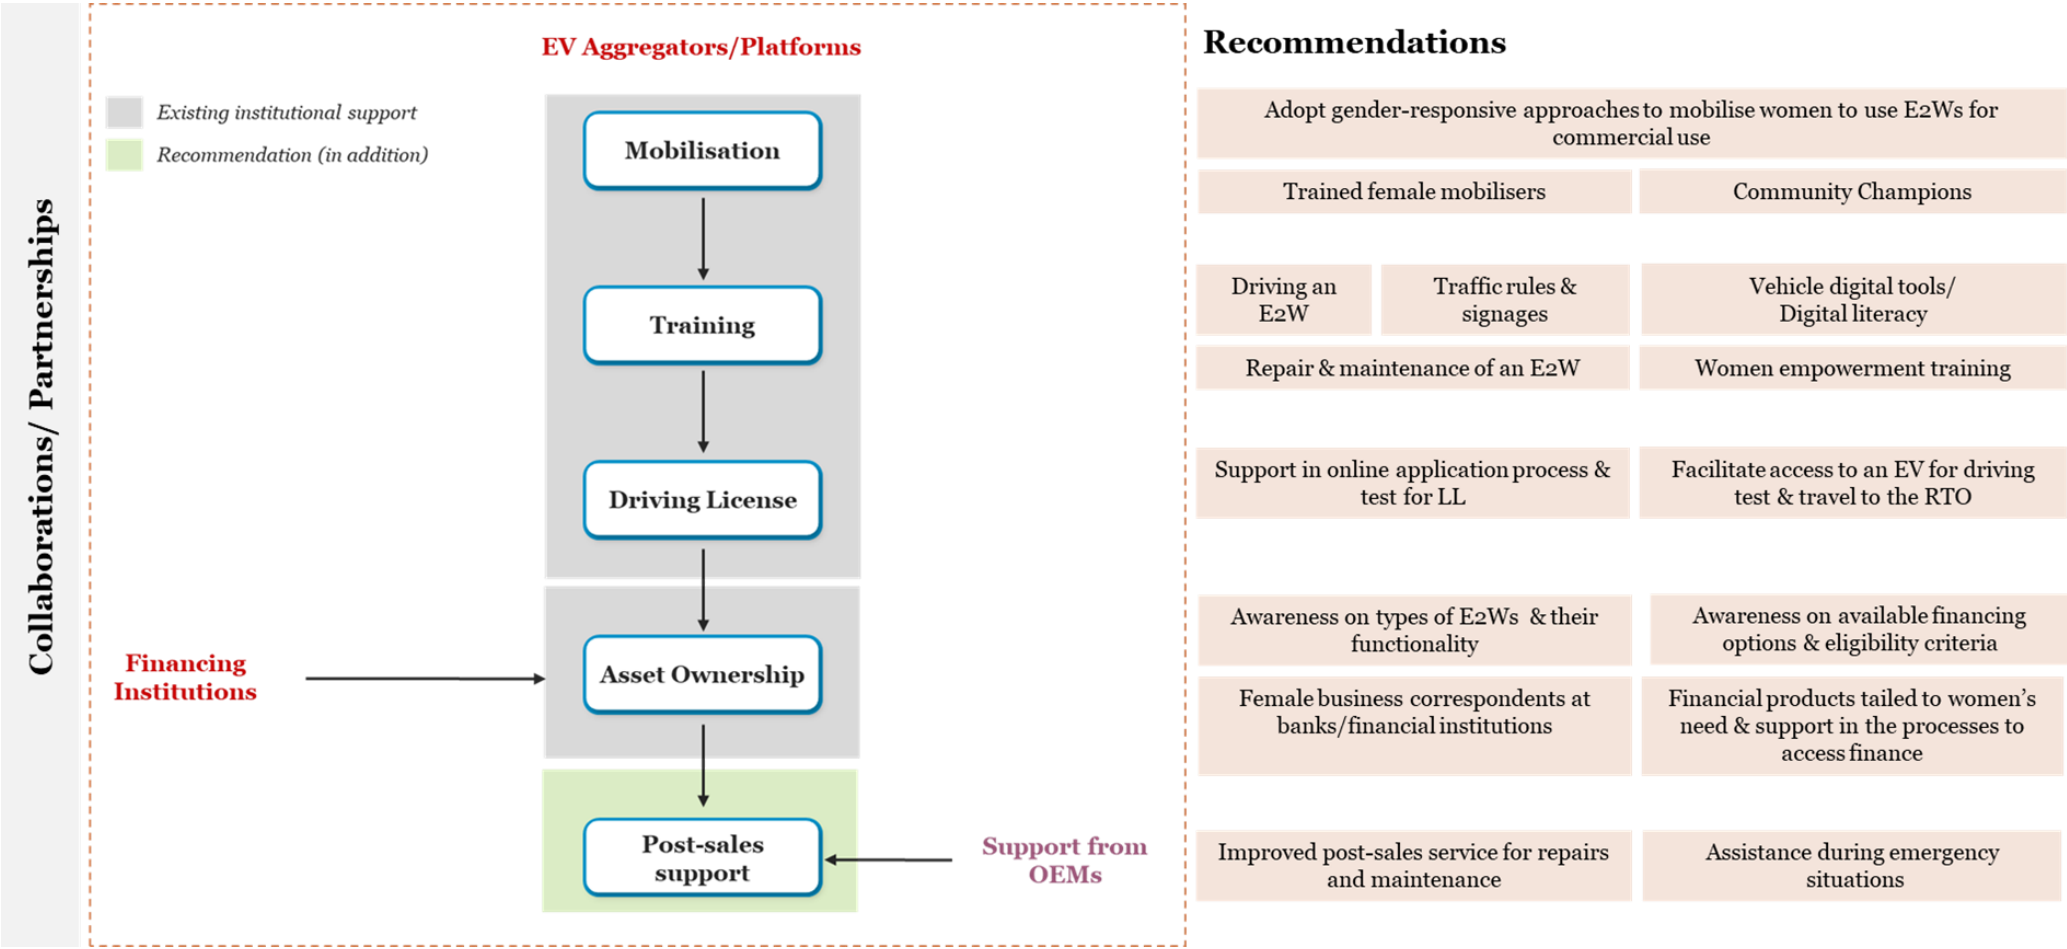 Collaborations/ Partnerships
EV Aggregators/Platforms
Existing institutional support
Recommendation (in addition)
Mobilisation
Training
Driving License
Financing
Institutions
Asset Ownership
Post-sales
support
Support from
OEMs
Recommendations
Adopt gender-responsive approaches to mobilise women to use E2Ws for
commercial use
Trained female mobilisers
Community Champions
Driving an
E2W
Traffic rules &
signages
Vehicle digital tools/
Digital literacy
Repair & maintenance of an E2W
Women empowerment training
Support in online application process &
test for LL
Facilitate access to an EV for driving
test & travel to the RTO
Awareness on types of E2Ws & their
functionality
Awareness on available financing
options & eligibility criteria
Female business correspondents at
banks/financial institutions
Financial products tailed to women's
need & support in the processes to
access finance
Improved post-sales service for repairs
and maintenance
Assistance during emergency
situations